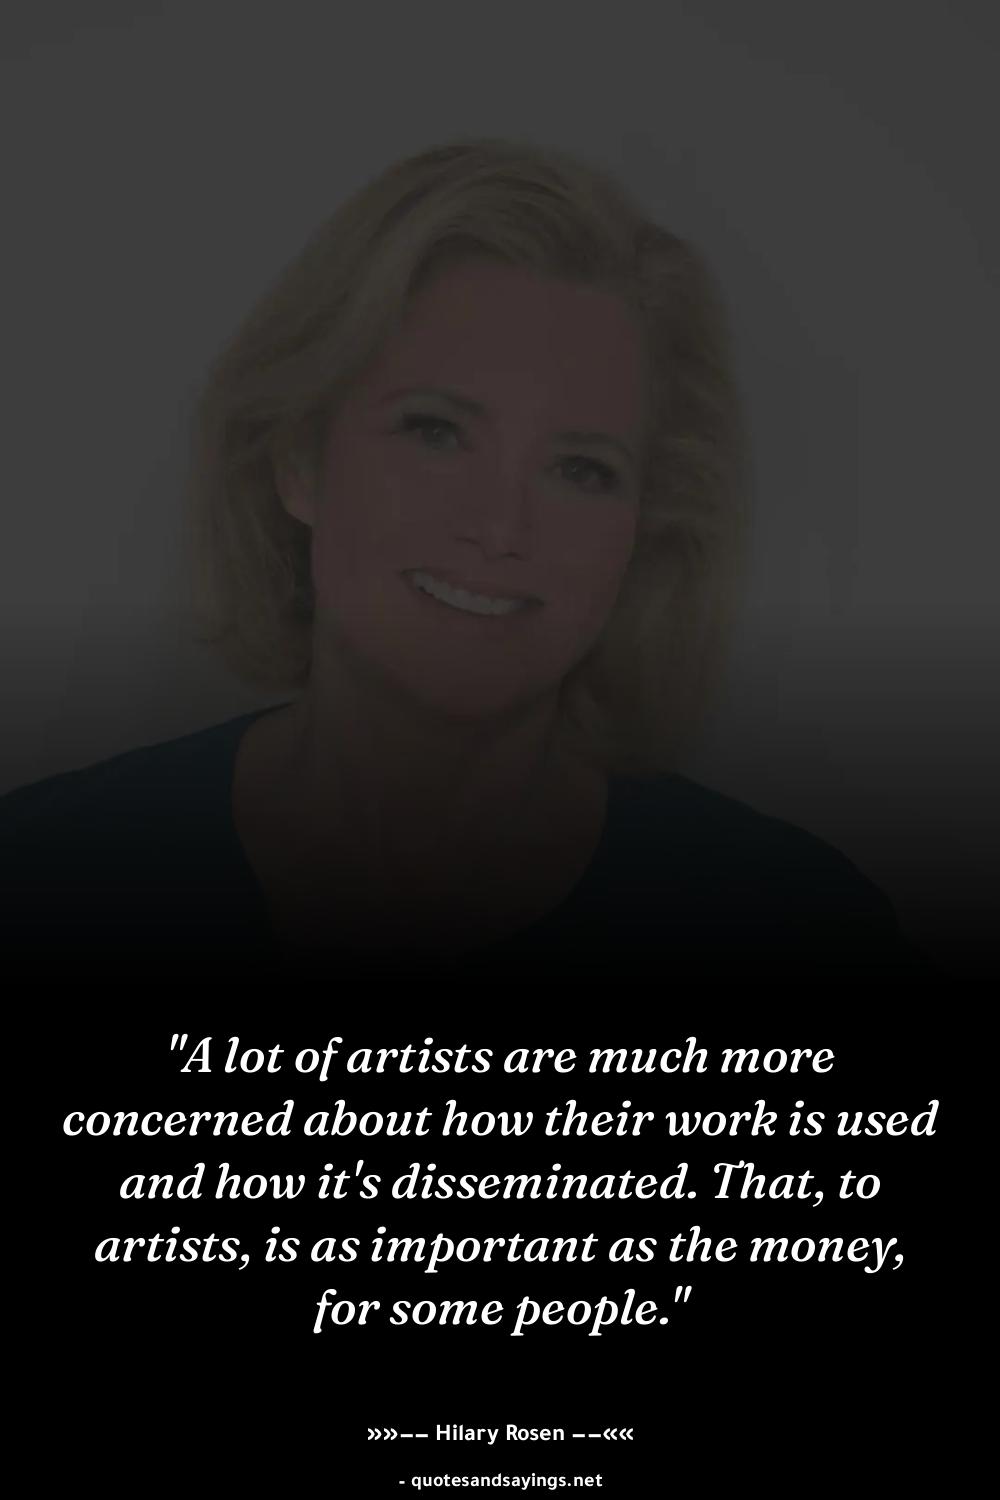 "A lot of artists are much more
concerned about how their work is used
and how it's disseminated. That, to
artists, is as important as the money,
for some people."
»»−− Hilary Rosen −−««
- quotesandsayings.net